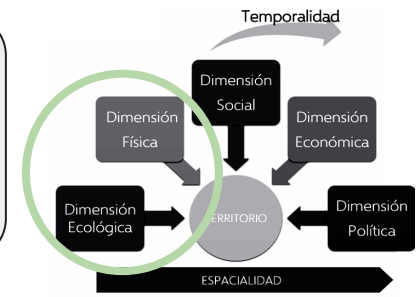 Temporalidad
Dimensión
Social
Dimensión
Física
Dimensión
Económica
Dimensión
Ecológica
ERRITORIO
Dimensión
Política
ESPACIALIDAD